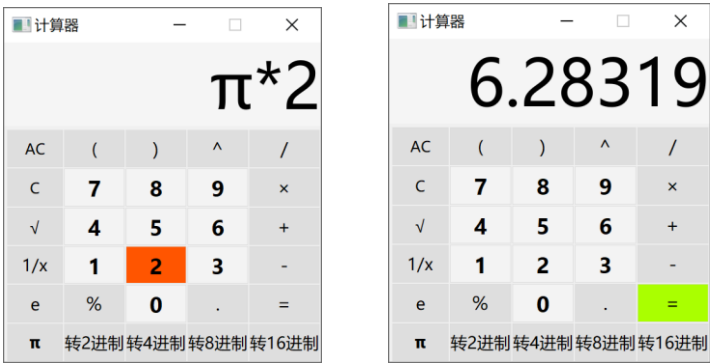 计算器
π*2
AC ( ) ^ /
C 7 8 9 ×
√ 4 5 6 +
1/x 1 2 3 -
e % 0 . =
π 转2进制 转4进制 转8进制 转16进制
计算器
6.28319
AC ( ) ^ /
C 7 8 9 ×
√ 4 5 6 +
1/x 1 2 3 -
e % 0 . =
π 转2进制 转4进制 转8进制 转16进制